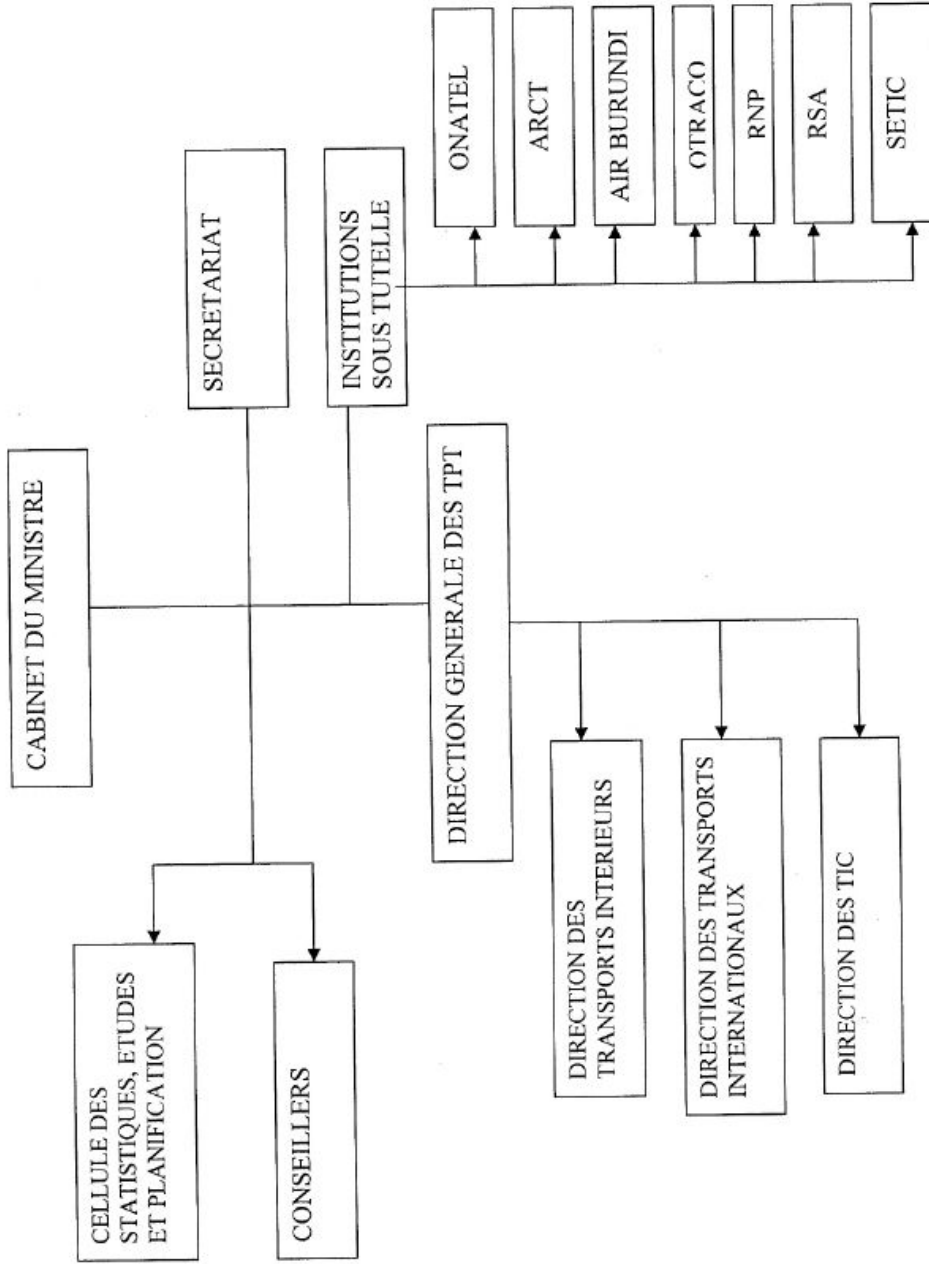 CABINET DU MINISTRE
SECRETARIAT
CELLULE DES
STATISTIQUES, ETUDES
ET PLANIFICATION
CONSEILLERS
INSTITUTIONS
SOUS TUTELLE
DIRECTION GENERALE DES TPT
ONATEL
ARCT
AIR BURUNDI
OTRACO
RNP
RSA
SETIC
DIRECTION DES
TRANSPORTS INTERIEURS
DIRECTION DES TRANSPORTS
INTERNATIONAUX
DIRECTION DES TIC